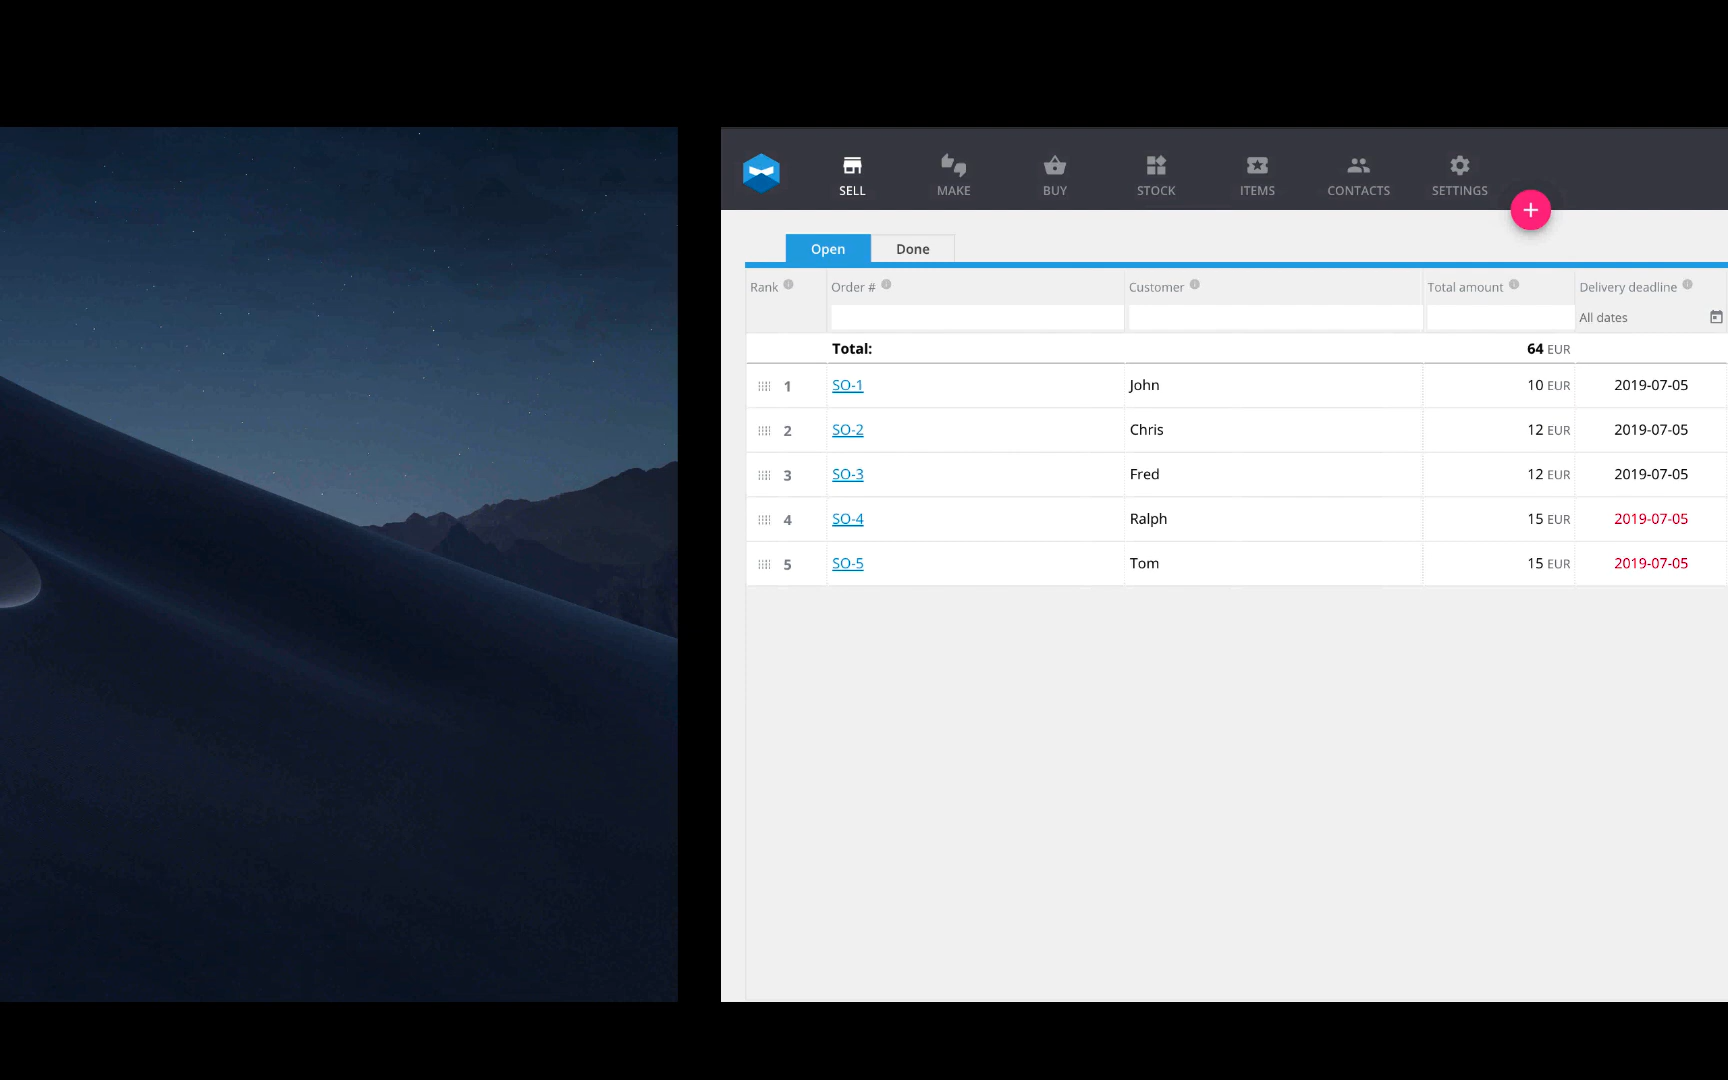 SELL MAKE BUY STOCK ITEMS CONTACTS SETTINGS
+
Open Done
Rank Order # Customer Total amount Delivery deadline
All dates
Total: 64 EUR
1 SO-1 John 10 EUR 2019-07-05
2 SO-2 Chris 12 EUR 2019-07-05
3 SO-3 Fred 12 EUR 2019-07-05
4 SO-4 Ralph 15 EUR 2019-07-05
5 SO-5 Tom 15 EUR 2019-07-05